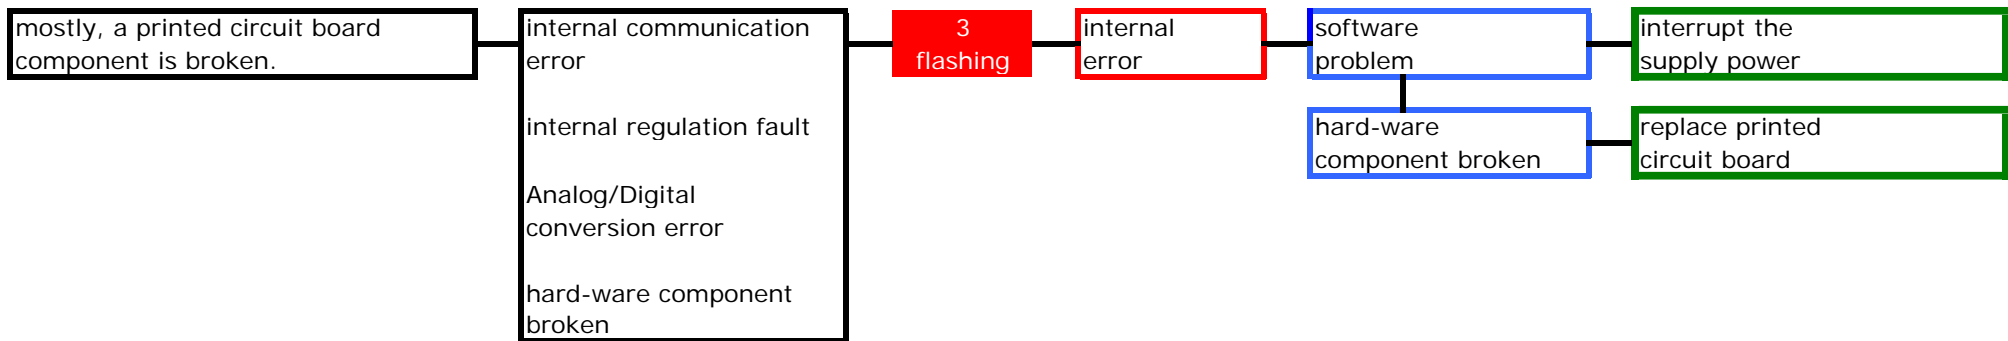 mostly, a printed circuit board
component is broken.
internal communication
error
internal regulation fault
Analog/Digital
conversion error
hard-ware component
broken
3
flashing
internal
error
software
problem
interrupt the
supply power
hard-ware
component broken
replace printed
circuit board